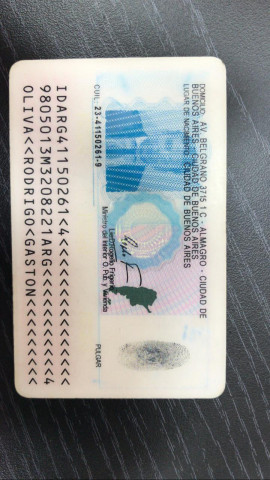 DOMICILIO: AV. BELGRANO 3715 1 C - ALMAGRO - CIUDAD DE
BUENOS AIRES - CIUDAD DE BUENOS AIRES
LUGAR DE NACIMIENTO: CIUDAD DE BUENOS AIRES
CUIL: 23-41150261-9
Ministro del Interior, O. Púb. y Vivienda
PULGAR
IDARG41150261<4<<<<<<<<<<<<<<<
9805013M3208221ARG<<<<<<<<<<<4
OLIVA<<RODRIGO<GASTON<<<<<<<<<